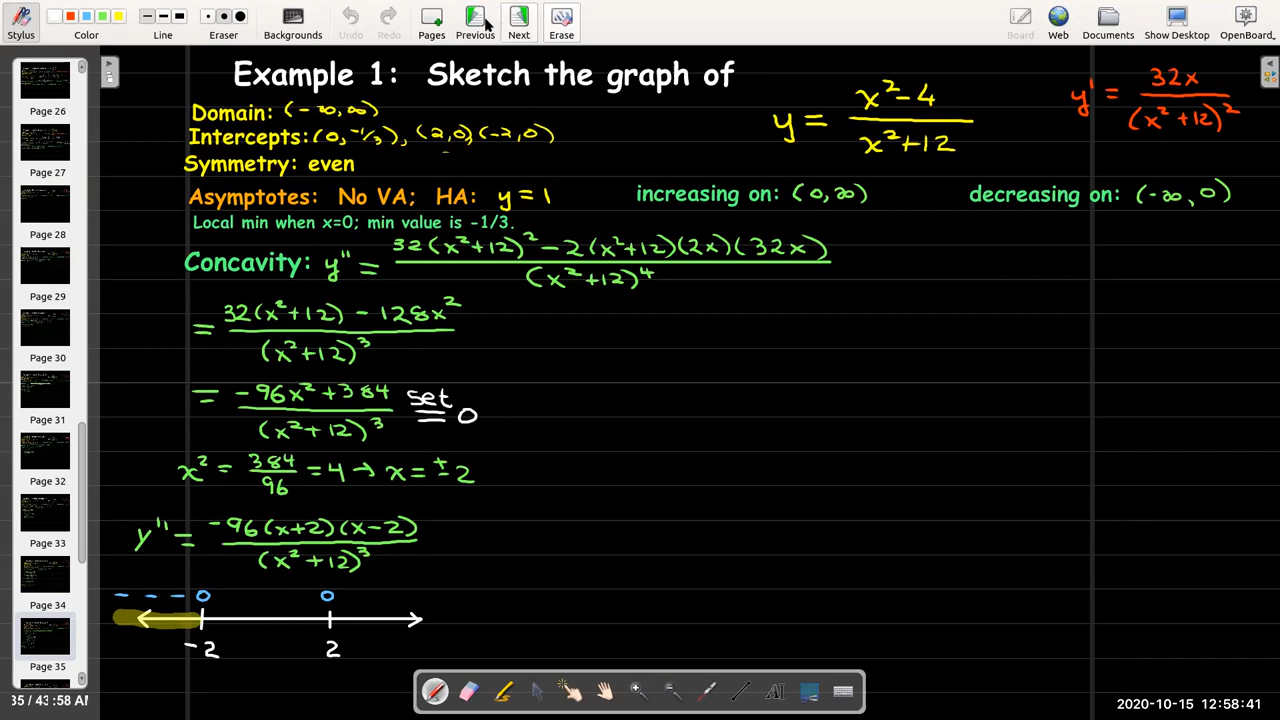 Stylus Color Line Eraser Backgrounds Undo Redo Pages Previous Next Erase Board Web Documents Show Desktop OpenBoard
Example 1: Sketch the graph of
y = (x²-4)/(x²+12)
y' = 32x/(x²+12)²
Domain: (-∞,∞)
Intercepts: (0,-1/3), (2,0)(-2,0)
Symmetry: even
Asymptotes: No VA; HA: y = 1
increasing on: (0,∞)
decreasing on: (-∞,0)
Local min when x=0; min value is -1/3.
Concavity: y" = (32(x²+12)² - 2(x²+12)(2x)(32x))/(x²+12)⁴
= (32(x²+12) - 128x²)/(x²+12)³
= (-96x²+384)/(x²+12)³ set = 0
x² = 384/96 = 4 → x = ±2
y" = (-96(x+2)(x-2))/(x²+12)³
- - - 0 0
-2 2
Page 26
Page 27
Page 28
Page 29
Page 30
Page 31
Page 32
Page 33
Page 34
Page 35
35 / 43
:58 AM
2020-10-15 12:58:41